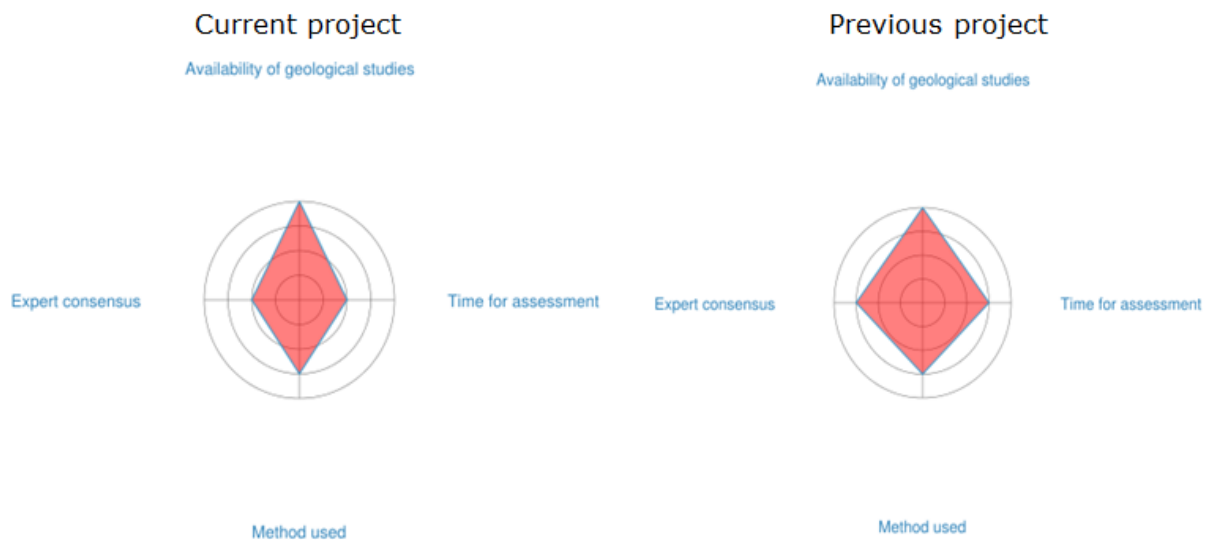 Current project
Previous project
Availability of geological studies
Availability of geological studies
Expert consensus
Time for assessment
Expert consensus
Time for assessment
Method used
Method used